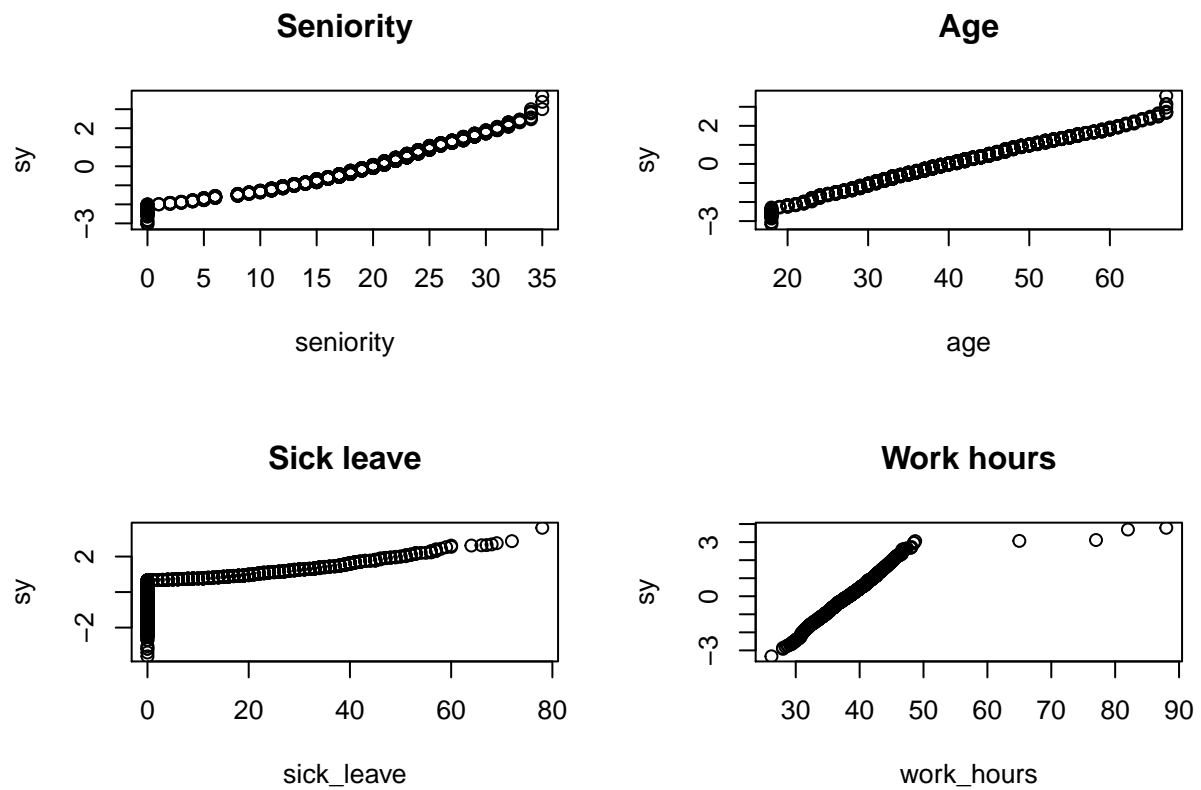 Seniority
sy
2
0
−3
0 5 10 15 20 25 30 35
seniority
Age
sy
2
0
−3
20 30 40 50 60
age
Sick leave
sy
2
−2
0 20 40 60 80
sick_leave
Work hours
sy
3
0
−3
30 40 50 60 70 80 90
work_hours